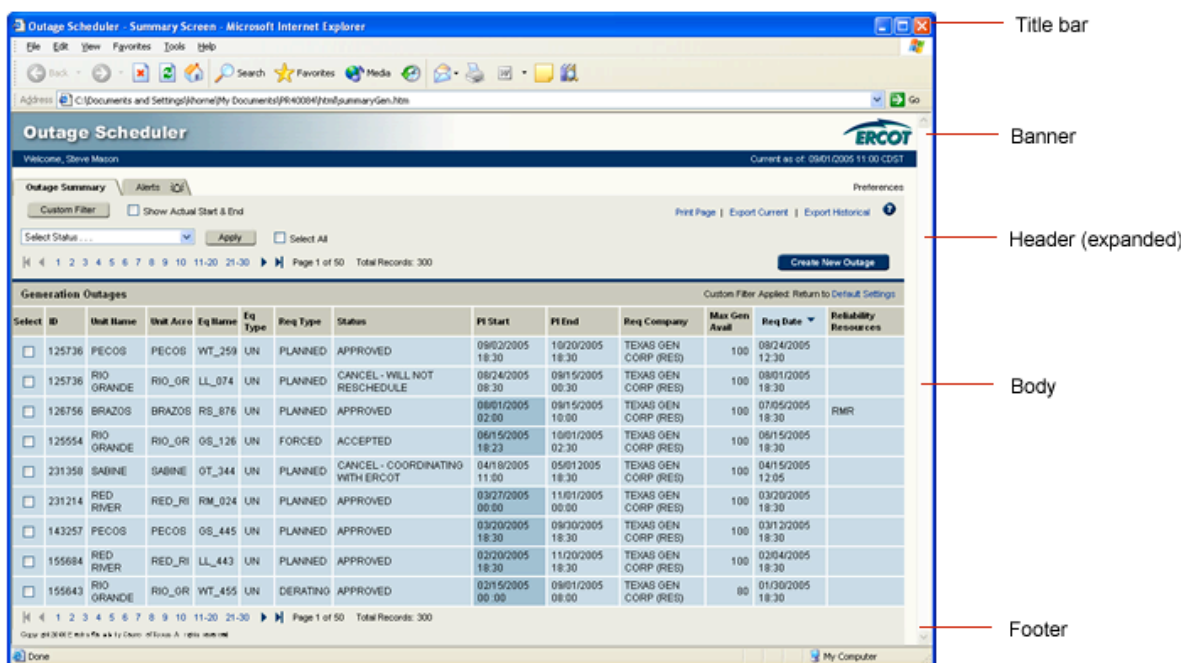 Outage Scheduler - Summary Screen - Microsoft Internet Explorer
Title bar
File Edit View Favorites Tools Help
Back Search Favorites Media
Address C:\Documents and Settings\khorne\My Documents\PR40084\html\summaryGen.htm Go
Outage Scheduler ERCOT
Banner
Welcome, Steve Mason Current as of: 09/01/2005 11:00 CDST
Outage Summary Alerts Preferences
Custom Filter Show Actual Start & End Print Page | Export Current | Export Historical ?
Header (expanded)
Select Status . . . Apply Select All
1 2 3 4 5 6 7 8 9 10 11-20 21-30 Page 1 of 50 Total Records: 300 Create New Outage
Generation Outages Custom Filter Applied: Return to Default Settings
Select ID Unit Name Unit Acro Eq Name Eq Type Req Type Status Pl Start Pl End Req Company Max Gen Avail Req Date Reliability Resources
125736 PECOS PECOS WT_259 UN PLANNED APPROVED 09/02/2005 18:30 10/20/2005 18:30 TEXAS GEN CORP (RES) 100 08/24/2005 12:30
125736 RIO GRANDE RIO_GR LL_074 UN PLANNED CANCEL - WILL NOT RESCHEDULE 08/24/2005 08:30 09/15/2005 00:30 TEXAS GEN CORP (RES) 100 08/01/2005 18:30
Body
126756 BRAZOS BRAZOS RS_876 UN PLANNED APPROVED 08/01/2005 02:00 09/15/2005 10:00 TEXAS GEN CORP (RES) 100 07/05/2005 18:30 RMR
125554 RIO GRANDE RIO_GR GS_126 UN FORCED ACCEPTED 06/15/2005 18:23 10/01/2005 02:30 TEXAS GEN CORP (RES) 100 06/15/2005 18:30
231358 SABINE SABINE GT_344 UN PLANNED CANCEL - COORDINATING WITH ERCOT 04/18/2005 11:00 05/012005 18:30 TEXAS GEN CORP (RES) 100 04/15/2005 12:05
231214 RED RIVER RED_RI RM_024 UN PLANNED APPROVED 03/27/2005 00:00 11/01/2005 00:00 TEXAS GEN CORP (RES) 100 03/20/2005 18:30
143257 PECOS PECOS GS_445 UN PLANNED APPROVED 03/20/2005 18:30 09/30/2005 18:30 TEXAS GEN CORP (RES) 100 03/12/2005 18:30
155684 RED RIVER RED_RI LL_443 UN PLANNED APPROVED 02/20/2005 18:30 11/20/2005 18:30 TEXAS GEN CORP (RES) 100 02/04/2005 18:30
155643 RIO GRANDE RIO_GR WT_455 UN DERATING APPROVED 02/15/2005 00:00 09/01/2005 08:00 TEXAS GEN CORP (RES) 80 01/30/2005 18:30
1 2 3 4 5 6 7 8 9 10 11-20 21-30 Page 1 of 50 Total Records: 300
Footer
Done My Computer